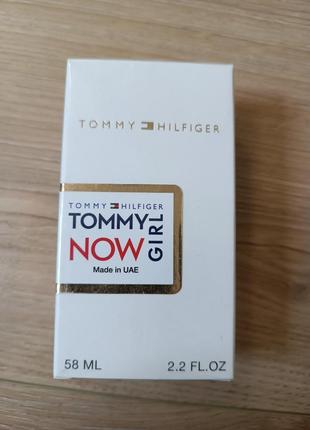 TOMMY HILFIGER
TOMMY HILFIGER
TOMMY
NOW
GIRL
Made in UAE
58 ML 2.2 FL.OZ